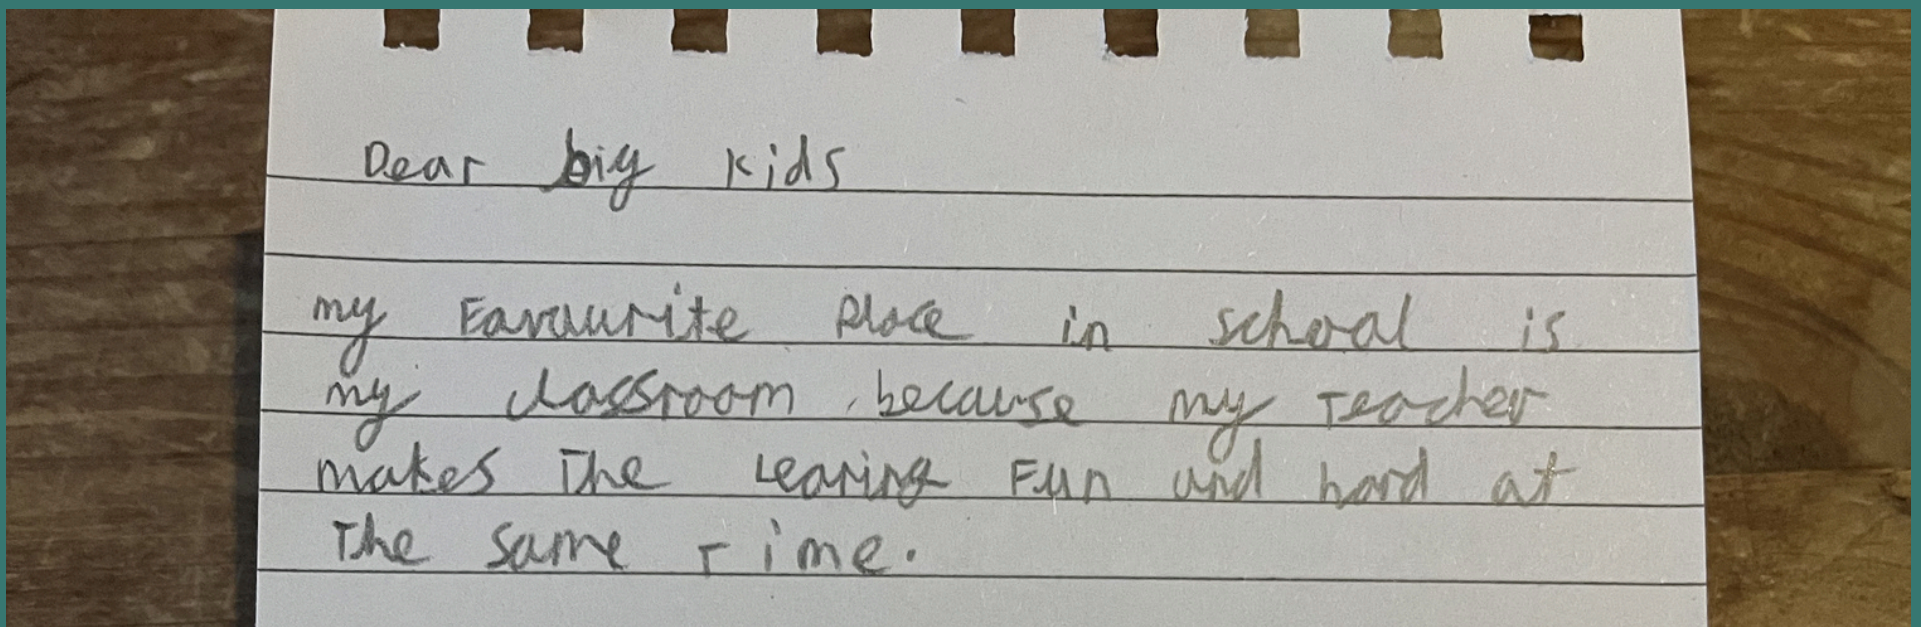 Dear big kids
my Favourite place in school is
my classroom because my Teacher
makes The Learing Fun and hard at
The same Time.